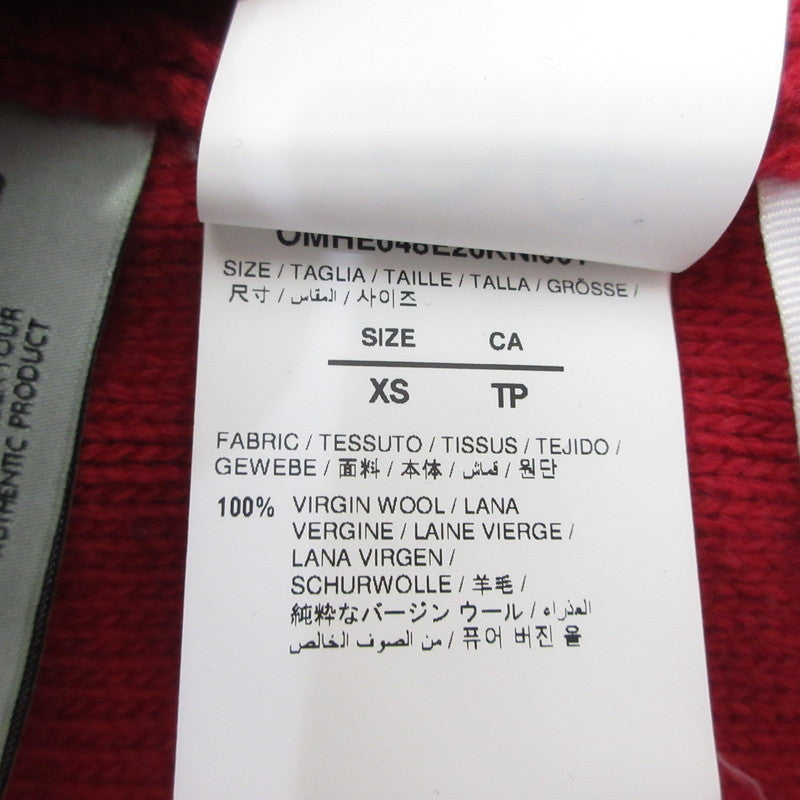 SIZE / TAGLIA / TAILLE / TALLA / GRÖSSE /
尺寸 / المقاس / 사이즈
SIZE CA
XS TP
FABRIC / TESSUTO / TISSUS / TEJIDO /
GEWEBE / 面料 / 本体 / قماش / 원단
100% VIRGIN WOOL / LANA
VERGINE / LAINE VIERGE /
LANA VIRGEN /
SCHURWOLLE / 羊毛 /
純粋なバージン ウール / العذراء
من الصوف الخالص / 퓨어 버진 울
YOUR
AUTHENTIC PRODUCT